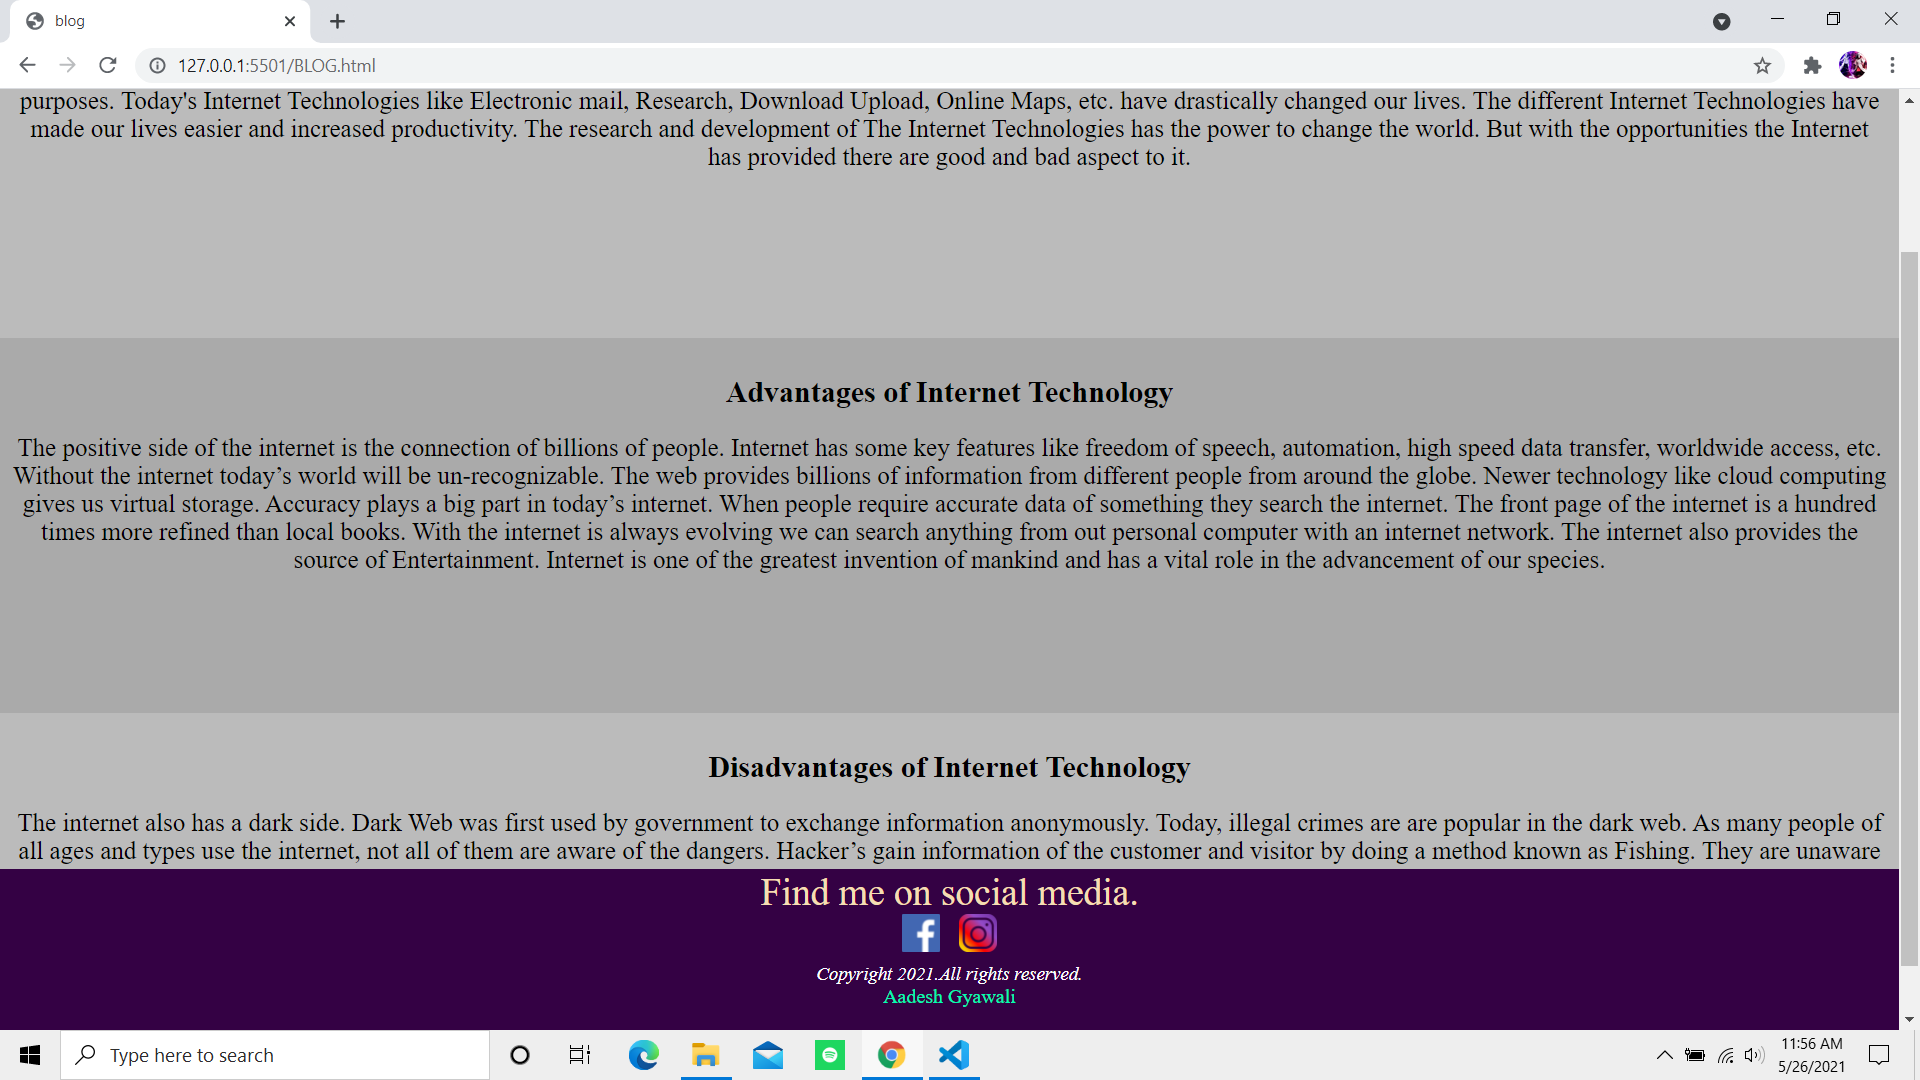 blog
127.0.0.1:5501/BLOG.html
purposes. Today's Internet Technologies like Electronic mail, Research, Download Upload, Online Maps, etc. have drastically changed our lives. The different Internet Technologies have
made our lives easier and increased productivity. The research and development of The Internet Technologies has the power to change the world. But with the opportunities the Internet
has provided there are good and bad aspect to it.
Advantages of Internet Technology
The positive side of the internet is the connection of billions of people. Internet has some key features like freedom of speech, automation, high speed data transfer, worldwide access, etc.
Without the internet today’s world will be un-recognizable. The web provides billions of information from different people from around the globe. Newer technology like cloud computing
gives us virtual storage. Accuracy plays a big part in today’s internet. When people require accurate data of something they search the internet. The front page of the internet is a hundred
times more refined than local books. With the internet is always evolving we can search anything from out personal computer with an internet network. The internet also provides the
source of Entertainment. Internet is one of the greatest invention of mankind and has a vital role in the advancement of our species.
Disadvantages of Internet Technology
The internet also has a dark side. Dark Web was first used by government to exchange information anonymously. Today, illegal crimes are are popular in the dark web. As many people of
all ages and types use the internet, not all of them are aware of the dangers. Hacker’s gain information of the customer and visitor by doing a method known as Fishing. They are unaware
Find me on social media.
Copyright 2021.All rights reserved.
Aadesh Gyawali
Type here to search
11:56 AM
5/26/2021